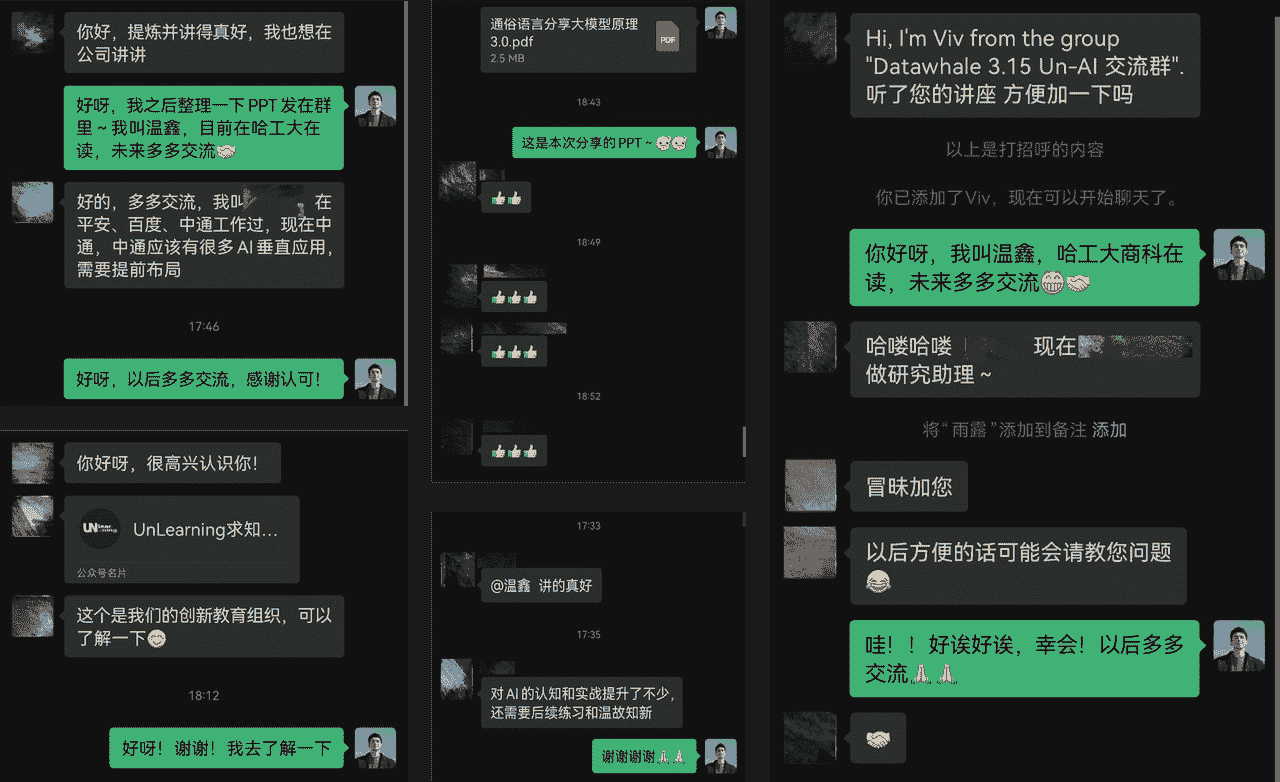 你好，提炼并讲得真好，我也想在
公司讲讲
好呀，我之后整理一下 PPT 发在群
里 ~ 我叫温鑫，目前在哈工大在
读，未来多多交流🤝
好的，多多交流，我叫 在
平安、百度、中通工作过，现在中
通，中通应该有很多 AI 垂直应用，
需要提前布局
17:46
好呀，以后多多交流，感谢认可！
你好呀，很高兴认识你！
UNlearning
UnLearning求知...
公众号名片
这个是我们的创新教育组织，可以
了解一下😊
18:12
好呀！谢谢！我去了解一下
通俗语言分享大模型原理
3.0.pdf
2.5 MB
PDF
18:43
这是本次分享的 PPT ~
👍👍
18:49
👍👍👍
👍👍👍
18:52
👍👍👍
17:33
@温鑫 讲的真好
17:35
对 AI 的认知和实战提升了不少，
还需要后续练习和温故知新
谢谢谢谢🙏🙏
Hi, I'm Viv from the group
"Datawhale 3.15 Un-AI 交流群".
听了您的讲座 方便加一下吗
以上是打招呼的内容
你已添加了Viv，现在可以开始聊天了。
你好呀，我叫温鑫，哈工大商科在
读，未来多多交流😁🤝
哈喽哈喽 现在
做研究助理 ~
将“雨露”添加到备注 添加
冒昧加您
以后方便的话可能会请教您问题
😂
哇！！好诶好诶，幸会！以后多多
交流🙏🙏
🤝